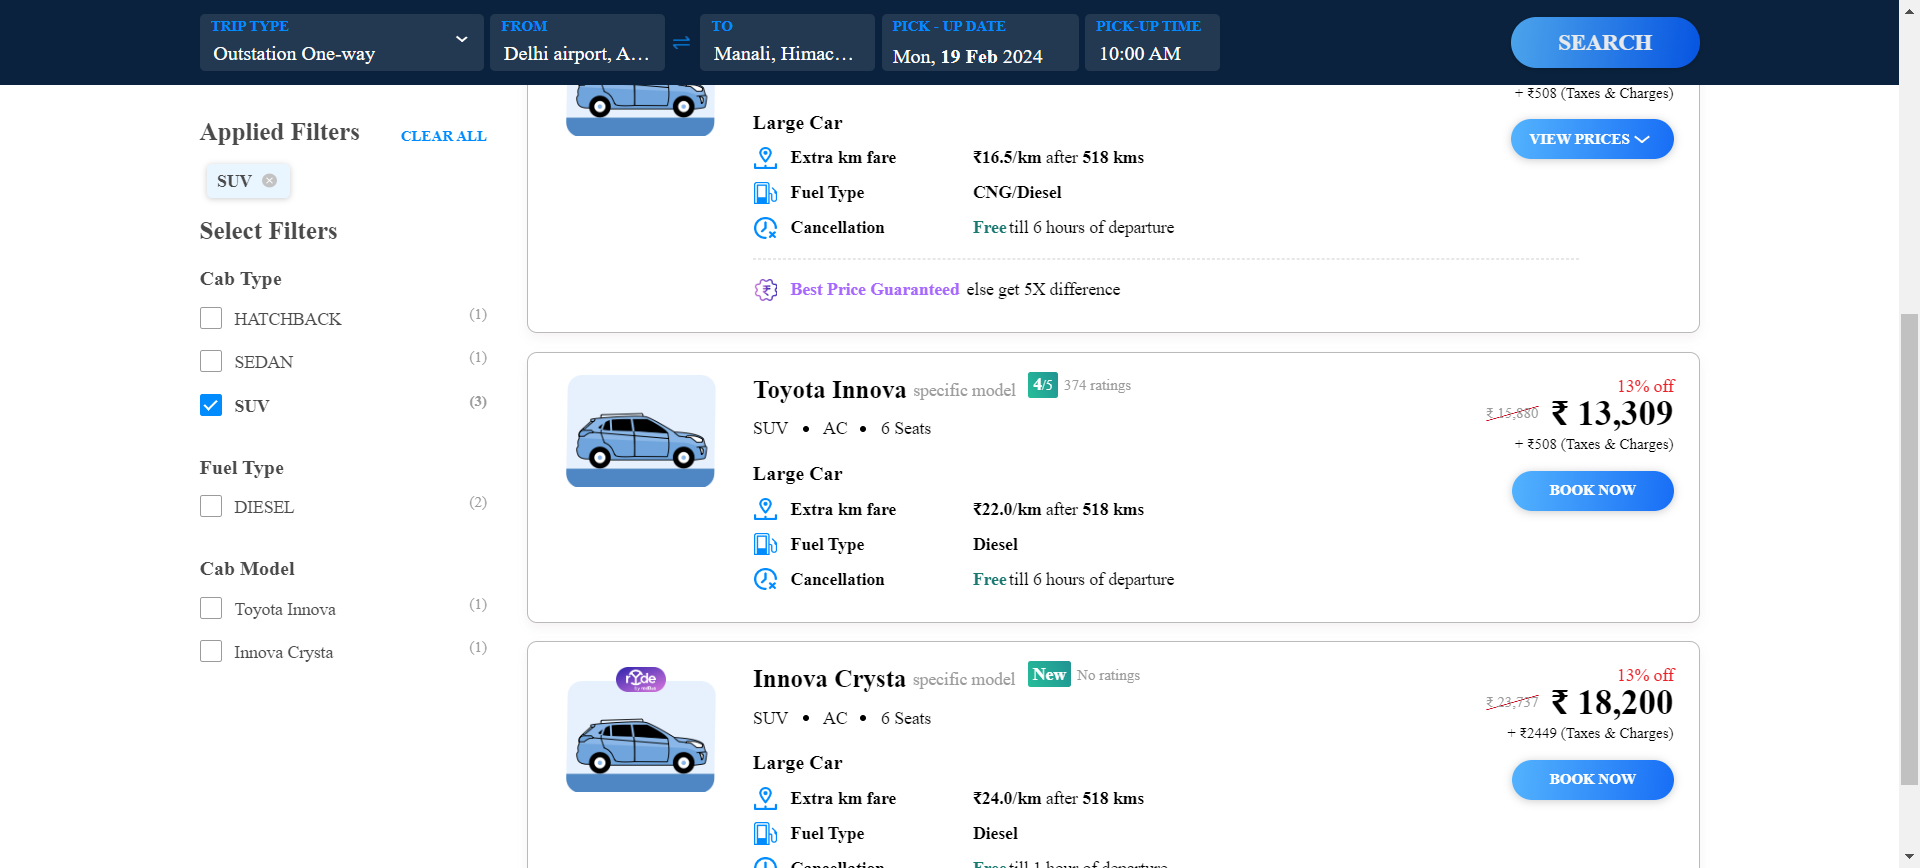 TRIP TYPE
Outstation One-way
FROM
Delhi airport, A...
TO
Manali, Himac...
PICK - UP DATE
Mon, 19 Feb 2024
PICK-UP TIME
10:00 AM
SEARCH
Applied Filters
CLEAR ALL
SUV
Select Filters
Cab Type
HATCHBACK (1)
SEDAN (1)
SUV (3)
Fuel Type
DIESEL (2)
Cab Model
Toyota Innova (1)
Innova Crysta (1)
+ ₹508 (Taxes & Charges)
VIEW PRICES
Large Car
Extra km fare ₹16.5/km after 518 kms
Fuel Type CNG/Diesel
Cancellation Free till 6 hours of departure
Best Price Guaranteed else get 5X difference
Toyota Innova specific model 4/5 374 ratings
SUV • AC • 6 Seats
13% off
₹ 15,880 ₹ 13,309
+ ₹508 (Taxes & Charges)
BOOK NOW
Large Car
Extra km fare ₹22.0/km after 518 kms
Fuel Type Diesel
Cancellation Free till 6 hours of departure
ryde
Innova Crysta specific model New No ratings
SUV • AC • 6 Seats
13% off
₹ 23,737 ₹ 18,200
+ ₹2449 (Taxes & Charges)
BOOK NOW
Large Car
Extra km fare ₹24.0/km after 518 kms
Fuel Type Diesel
Cancellation Free till 1 hour of departure